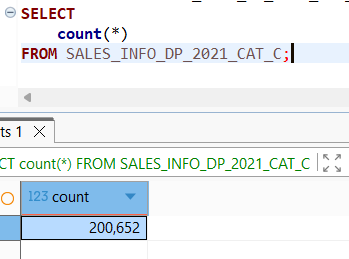 SELECT
count(*)
FROM SALES_INFO_DP_2021_CAT_C;
ts 1
CT count(*) FROM SALES_INFO_DP_2021_CAT_C
123 count
200,652